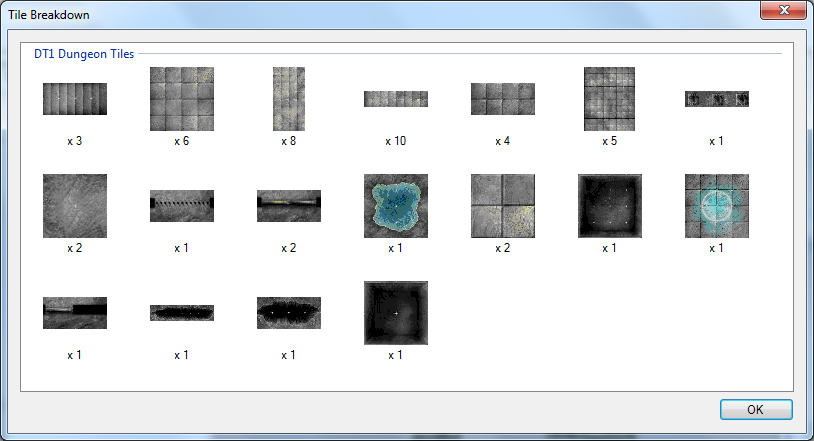 Tile Breakdown
DT1 Dungeon Tiles
x 3 x 6 x 8 x 10 x 4 x 5 x 1
x 2 x 1 x 2 x 1 x 2 x 1 x 1
x 1 x 1 x 1 x 1
OK